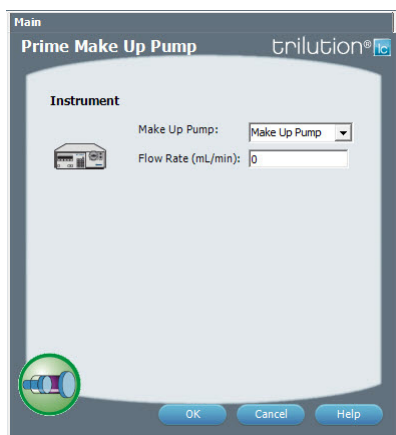 Main
Prime Make Up Pump trilution® lc
Instrument
Make Up Pump: Make Up Pump
Flow Rate (mL/min): 0
OK Cancel Help